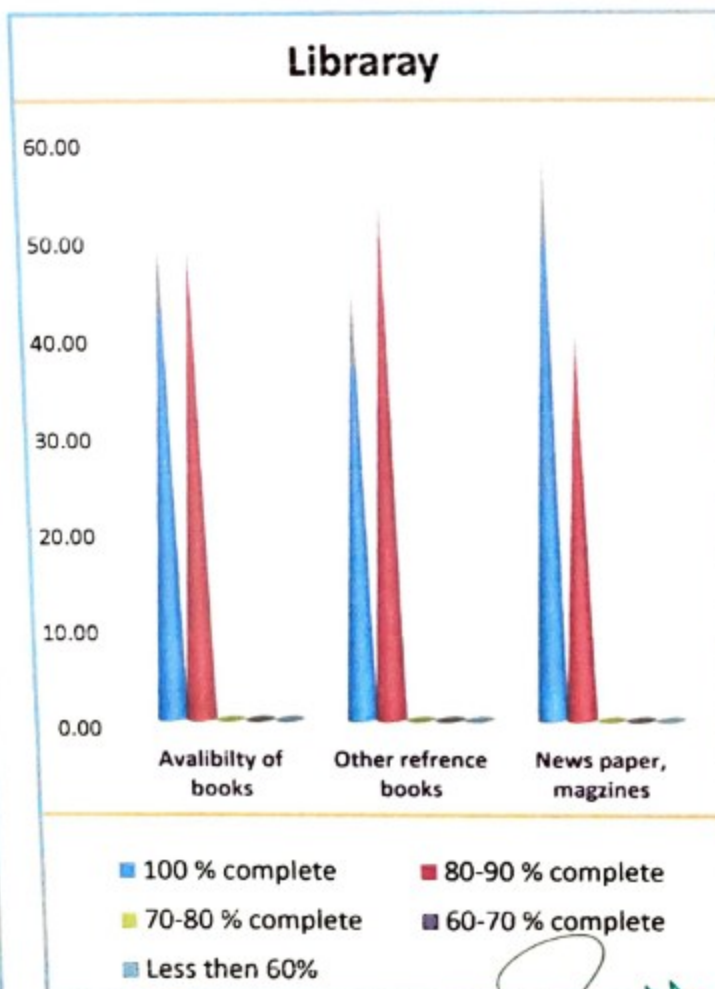 Libraray
60.00
50.00
40.00
30.00
20.00
10.00
0.00
Avalibilty of
books
Other refrence
books
News paper,
magzines
100 % complete
80-90 % complete
70-80 % complete
60-70 % complete
Less then 60%